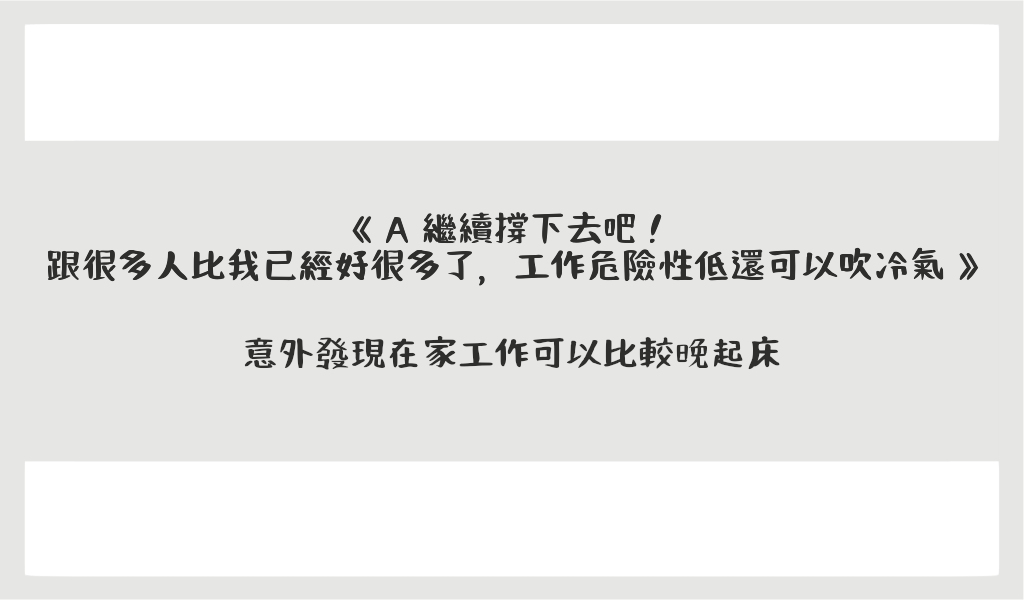 《 A 繼續撐下去吧！
跟很多人比我己經好很多了，工作危險性低還可以吹冷氣 》
意外發現在家工作可以比較晚起床